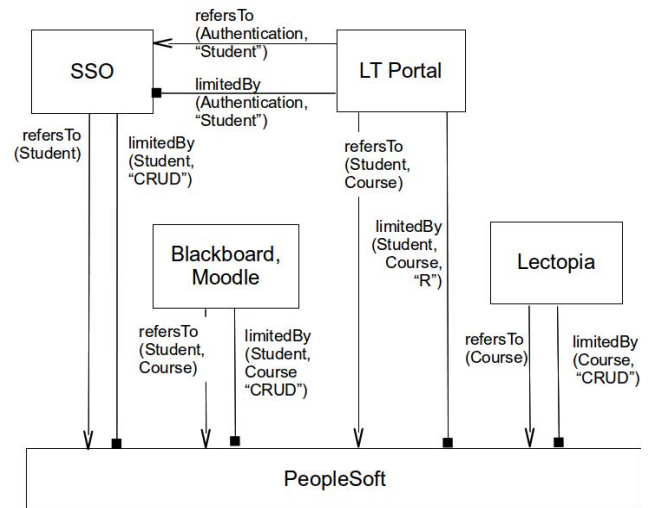 refersTo
(Authentication,
“Student”)
SSO
LT Portal
limitedBy
(Authentication,
“Student”)
refersTo
(Student)
limitedBy
(Student,
“CRUD”)
refersTo
(Student,
Course)
limitedBy
(Student,
Course,
“R”)
Blackboard,
Moodle
Lectopia
refersTo
(Student,
Course)
limitedBy
(Student,
Course
“CRUD”)
refersTo
(Course)
limitedBy
(Course,
“CRUD”)
PeopleSoft